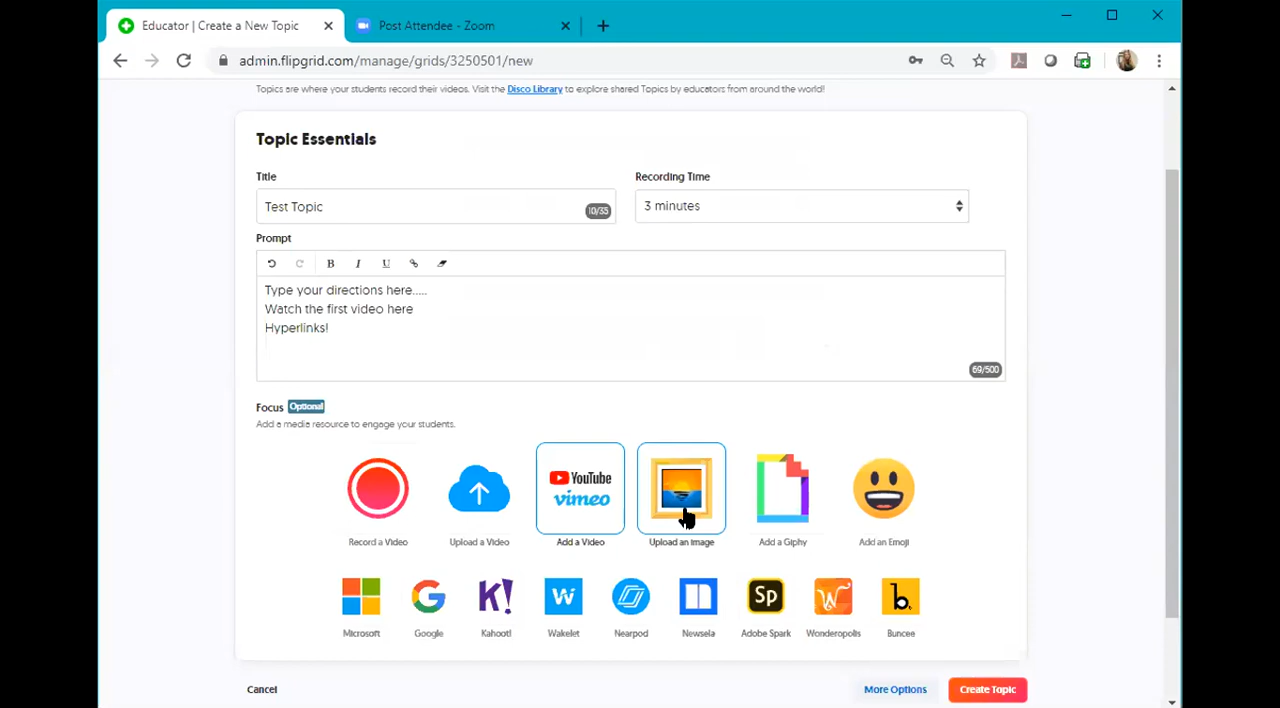 Educator | Create a New Topic
Post Attendee - Zoom
admin.flipgrid.com/manage/grids/3250501/new
Topics are where your students record their videos. Visit the Disco Library to explore shared Topics by educators from around the world!
Topic Essentials
Title
Recording Time
Test Topic
10/35
3 minutes
Prompt
B I U
Type your directions here.....
Watch the first video here
Hyperlinks!
69/500
Focus Optional
Add a media resource to engage your students.
YouTube
vimeo
Record a Video
Upload a Video
Add a Video
Upload an Image
Add a Giphy
Add an Emoji
K!
W
Sp
W
b.
Microsoft
Google
Kahoot!
Wakelet
Nearpod
Newsela
Adobe Spark
Wonderopolis
Buncee
Cancel
More Options
Create Topic